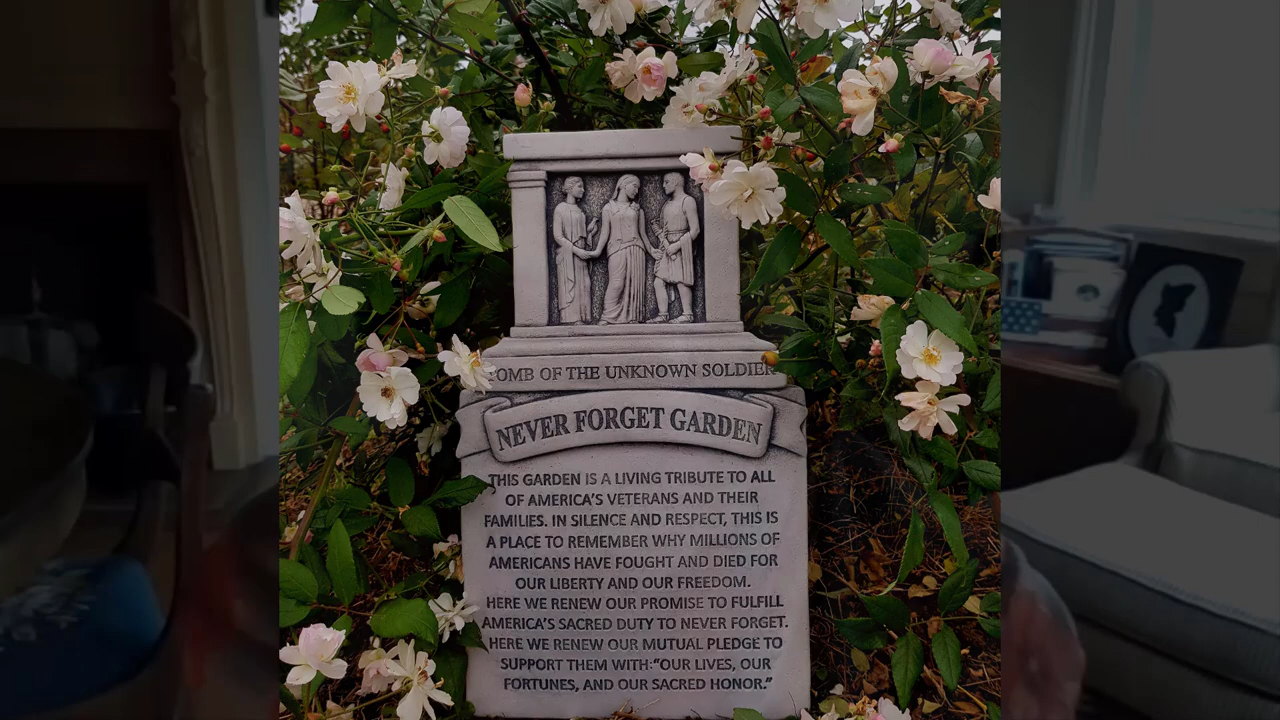 TOMB OF THE UNKNOWN SOLDIER
NEVER FORGET GARDEN
THIS GARDEN IS A LIVING TRIBUTE TO ALL
OF AMERICA'S VETERANS AND THEIR
FAMILIES. IN SILENCE AND RESPECT, THIS IS
A PLACE TO REMEMBER WHY MILLIONS OF
AMERICANS HAVE FOUGHT AND DIED FOR
OUR LIBERTY AND OUR FREEDOM.
HERE WE RENEW OUR PROMISE TO FULFILL
AMERICA'S SACRED DUTY TO NEVER FORGET.
HERE WE RENEW OUR MUTUAL PLEDGE TO
SUPPORT THEM WITH:"OUR LIVES, OUR
FORTUNES, AND OUR SACRED HONOR."